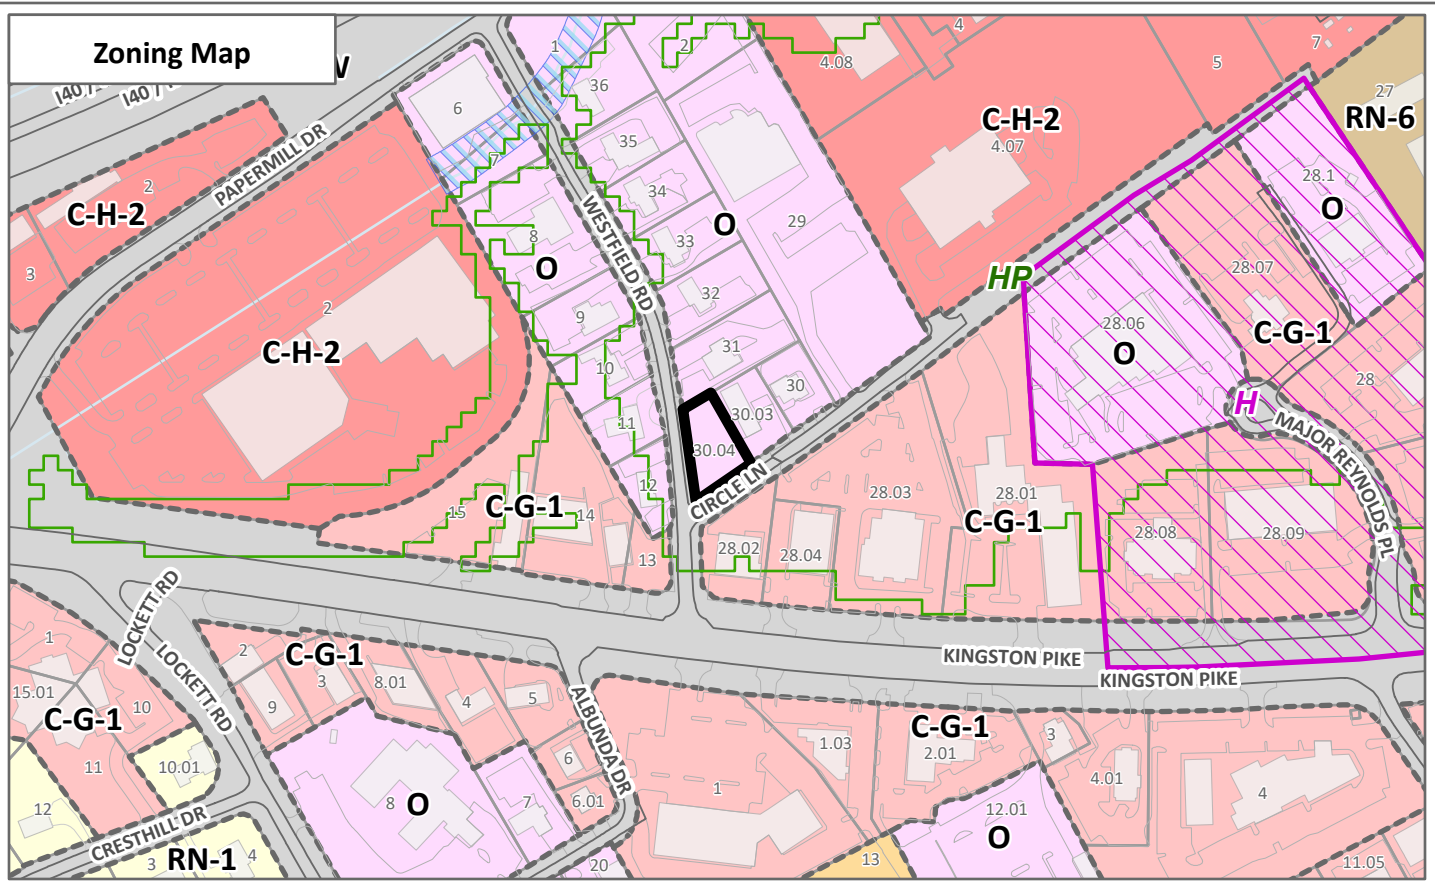 Zoning Map
I40 /
I40 /
PAPERMILL DR
C-H-2
2
3
6
7
1
36
2
35
34
33
32
31
30
30.03
30.04
29
O
WESTFIELD RD
8
O
9
10
11
12
4.08
4
5
7
C-H-2
4.07
27
RN-6
28.1
O
HP
28.07
C-G-1
28.06
O
28
H
MAJOR REYNOLDS PL
2
C-H-2
CIRCLE LN
15
C-G-1
14
13
28.03
28.01
C-G-1
28.02
28.04
28.08
28.09
KINGSTON PIKE
KINGSTON PIKE
LOCKETT RD
LOCKETT RD
1
15.01
C-G-1
10
11
10.01
12
CRESTHILL DR
3
RN-1
4
2
C-G-1
3
9
8.01
4
5
6
6.01
ALBUNDA DR
8
O
7
20
1
1.03
C-G-1
2.01
3
4.01
4
12.01
O
13
11.05